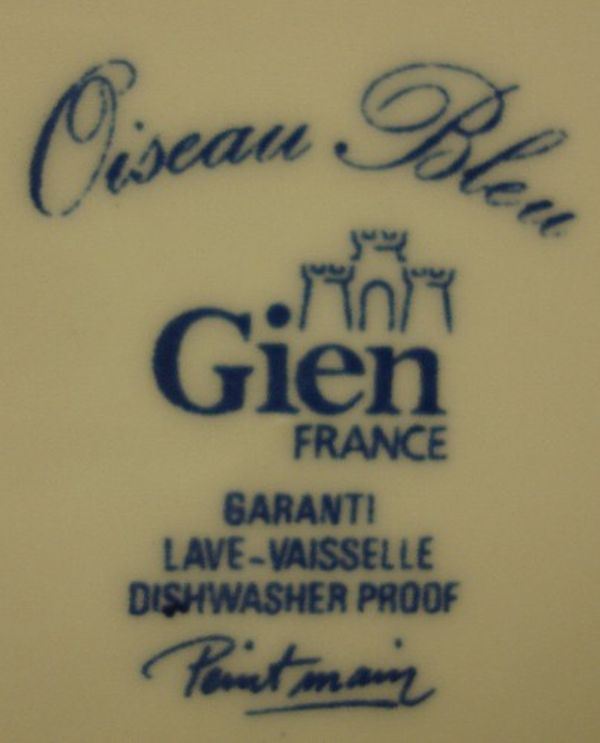 Oiseau Bleu
Gien
FRANCE
GARANTI
LAVE-VAISSELLE
DISHWASHER PROOF
Peint main